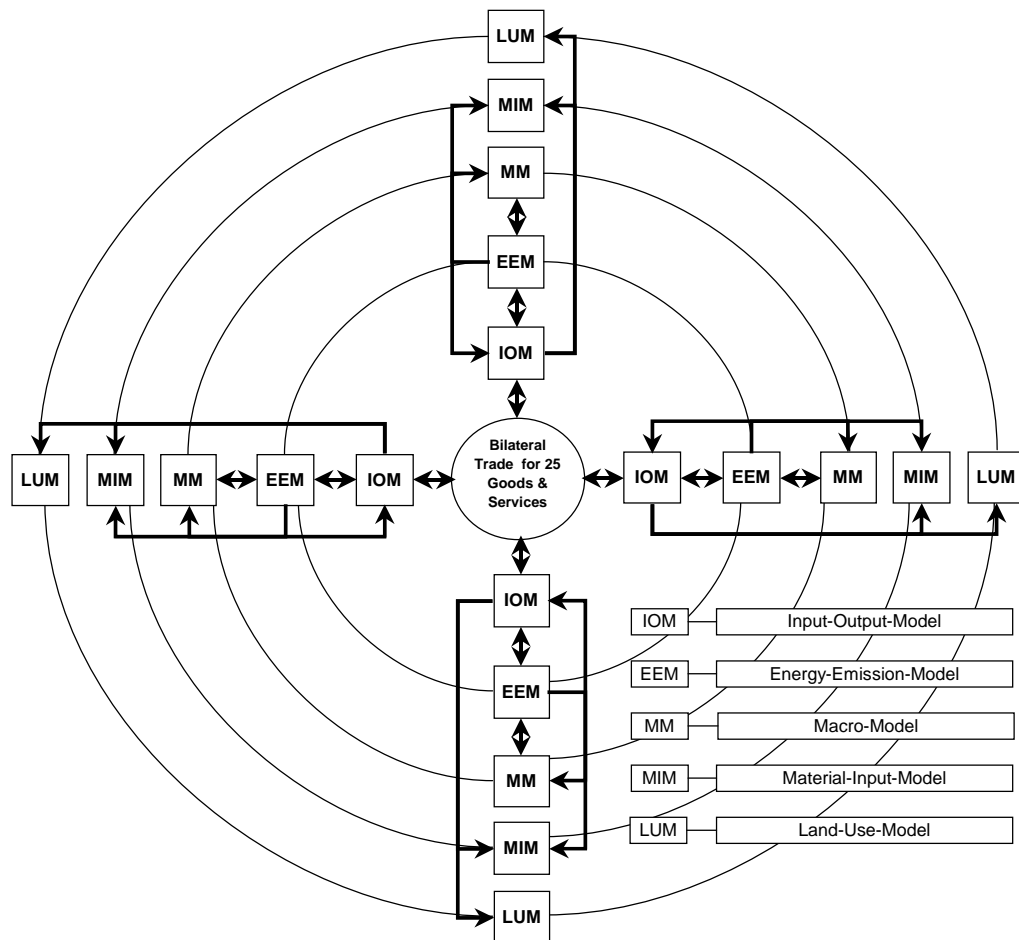 LUM
MIM
MM
EEM
IOM
Bilateral
Trade for 25
Goods &
Services
LUM
MIM
MM
EEM
IOM
IOM
EEM
MM
MIM
LUM
IOM
EEM
MM
MIM
LUM
IOM Input-Output-Model
EEM Energy-Emission-Model
MM Macro-Model
MIM Material-Input-Model
LUM Land-Use-Model